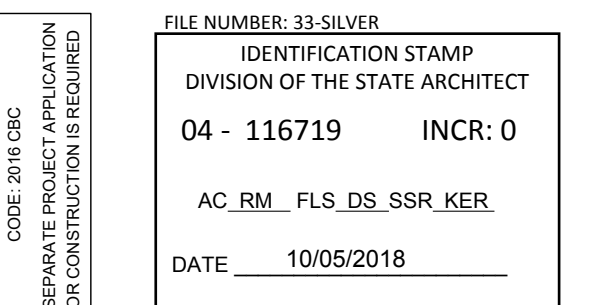 CODE: 2016 CBC
SEPARATE PROJECT APPLICATION
OR CONSTRUCTION IS REQUIRED
FILE NUMBER: 33-SILVER
IDENTIFICATION STAMP
DIVISION OF THE STATE ARCHITECT
04 - 116719 INCR: 0
AC RM FLS DS SSR KER
DATE 10/05/2018